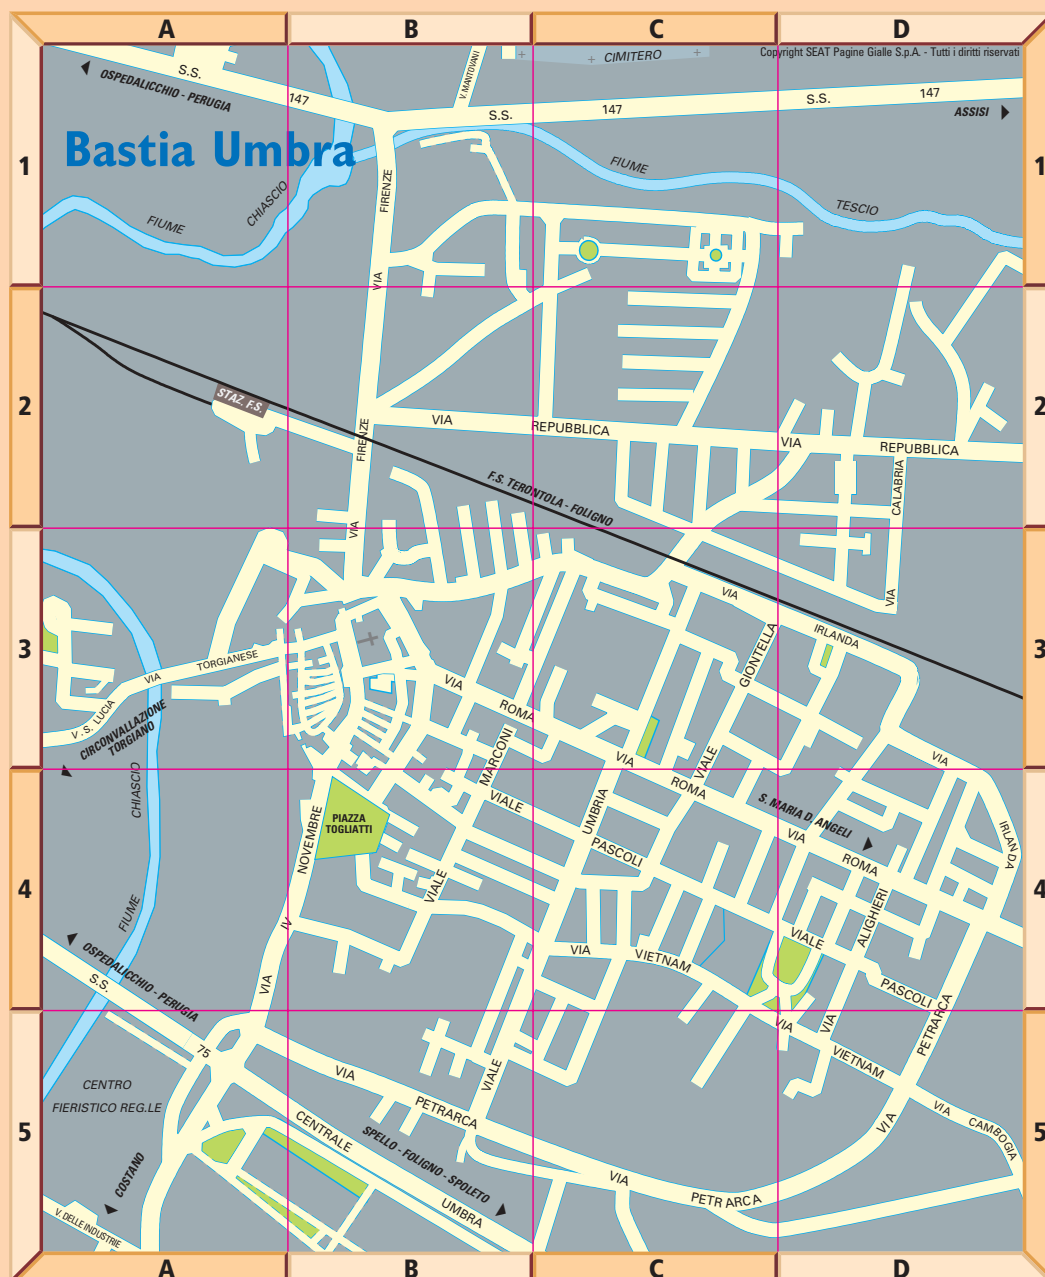 A B C D
CIMITERO
Copyright SEAT Pagine Gialle S.p.A. - Tutti i diritti riservati
V. MANTOVANI
S.S.
OSPEDALICCHIO - PERUGIA
147
S.S.
147
S.S.
147
ASSISI
Bastia Umbra
1
1
FIUME
CHIASCIO
FIUME
TESCIO
FIRENZE
VIA
2
2
STAZ. F.S.
VIA
REPUBBLICA
VIA
REPUBBLICA
FIRENZE
F.S. TERONTOLA - FOLIGNO
CALABRIA
VIA
VIA
3
3
VIA
IRLANDA
GIONTELLA
VIA
TORGIANESE
V. S. LUCIA
CIRCONVALLAZIONE
TORGIANO
VIA
ROMA
MARCONI
VIA
VIALE
VIA
CHIASCIO
ROMA
S. MARIA D. ANGELI
VIALE
UMBRIA
PIAZZA
TOGLIATTI
NOVEMBRE
PASCOLI
VIA
ROMA
IRLANDA
4
4
VIALE
FIUME
IV
ALIGHIERI
VIALE
OSPEDALICCHIO - PERUGIA
S.S.
VIA
VIA
VIETNAM
PASCOLI
VIA
VIA
PETRARCA
75
VIA
VIALE
VIETNAM
CENTRO
FIERISTICO REG.LE
PETRARCA
CENTRALE
VIA
CAMBOGIA
VIA
5
5
SPELLO - FOLIGNO - SPOLETO
COSTANO
VIA
PETRARCA
UMBRA
V. DELLE INDUSTRIE
A B C D